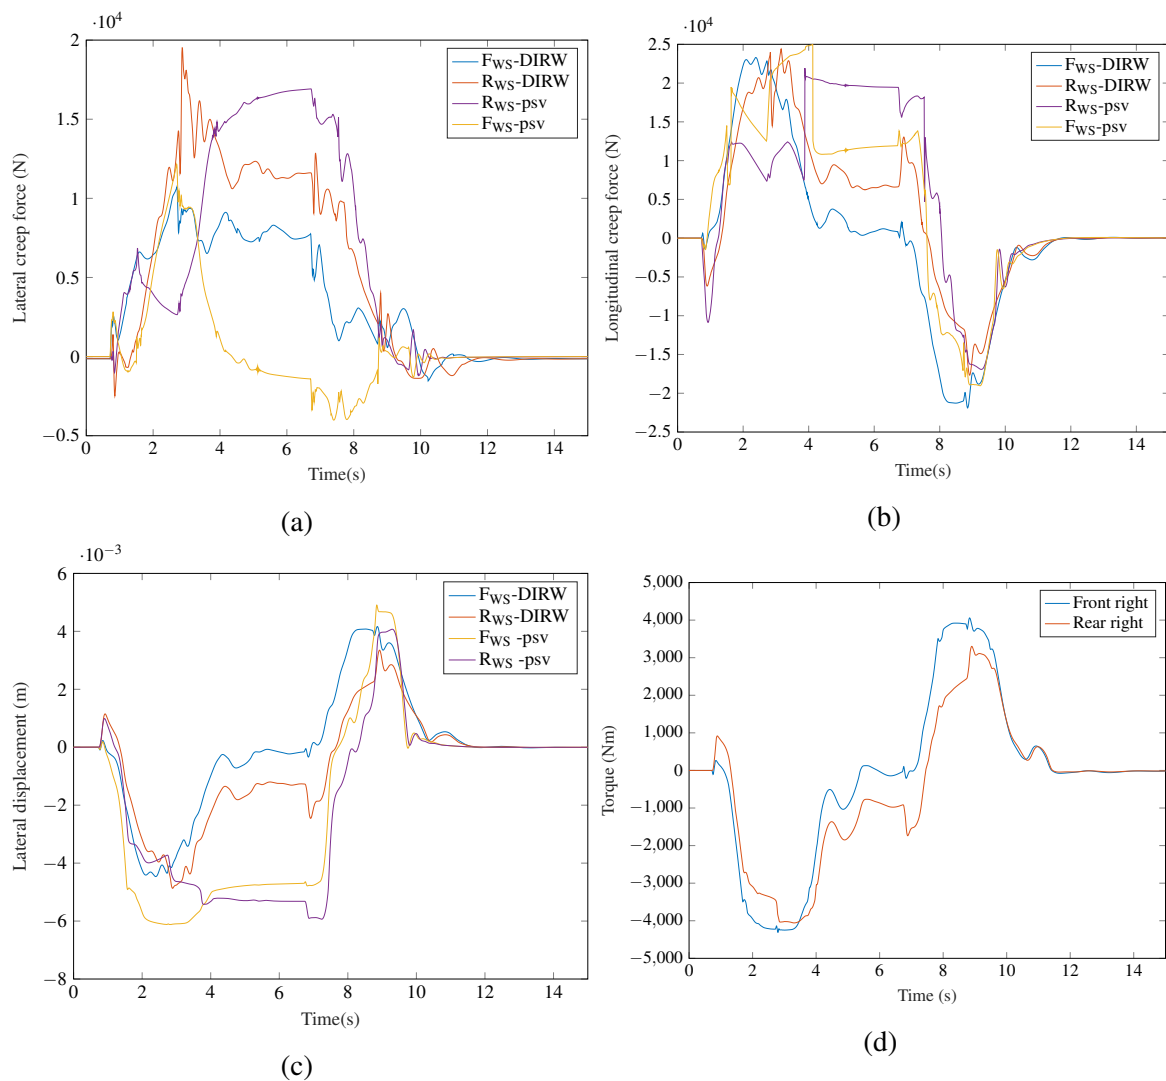 ·10⁴
2
1.5
1
0.5
0
−0.5
0 2 4 6 8 10 12 14
Time(s)
Lateral creep force (N)
F_WS-DIRW
R_WS-DIRW
R_WS-psv
F_WS-psv
(a)
·10⁴
2.5
2
1.5
1
0.5
0
−0.5
−1
−1.5
−2
−2.5
0 2 4 6 8 10 12 14
Time(s)
Longitudinal creep force (N)
F_WS-DIRW
R_WS-DIRW
R_WS-psv
F_WS-psv
(b)
·10⁻³
6
4
2
0
−2
−4
−6
−8
0 2 4 6 8 10 12 14
Time(s)
Lateral displacement (m)
F_WS-DIRW
R_WS-DIRW
F_WS -psv
R_WS -psv
(c)
5,000
4,000
3,000
2,000
1,000
0
−1,000
−2,000
−3,000
−4,000
−5,000
0 2 4 6 8 10 12 14
Time (s)
Torque (Nm)
Front right
Rear right
(d)